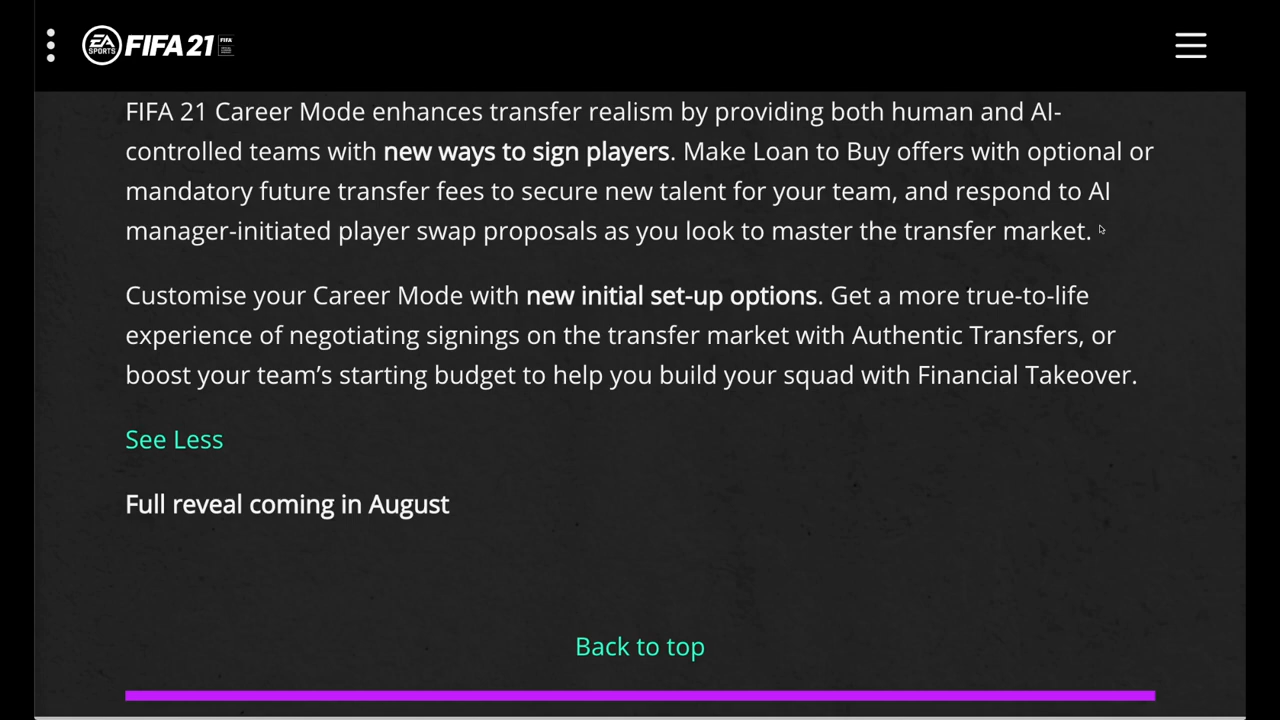 EA SPORTS FIFA 21 FIFA
FIFA 21 Career Mode enhances transfer realism by providing both human and AI-
controlled teams with new ways to sign players. Make Loan to Buy offers with optional or
mandatory future transfer fees to secure new talent for your team, and respond to AI
manager-initiated player swap proposals as you look to master the transfer market.
Customise your Career Mode with new initial set-up options. Get a more true-to-life
experience of negotiating signings on the transfer market with Authentic Transfers, or
boost your team’s starting budget to help you build your squad with Financial Takeover.
See Less
Full reveal coming in August
Back to top